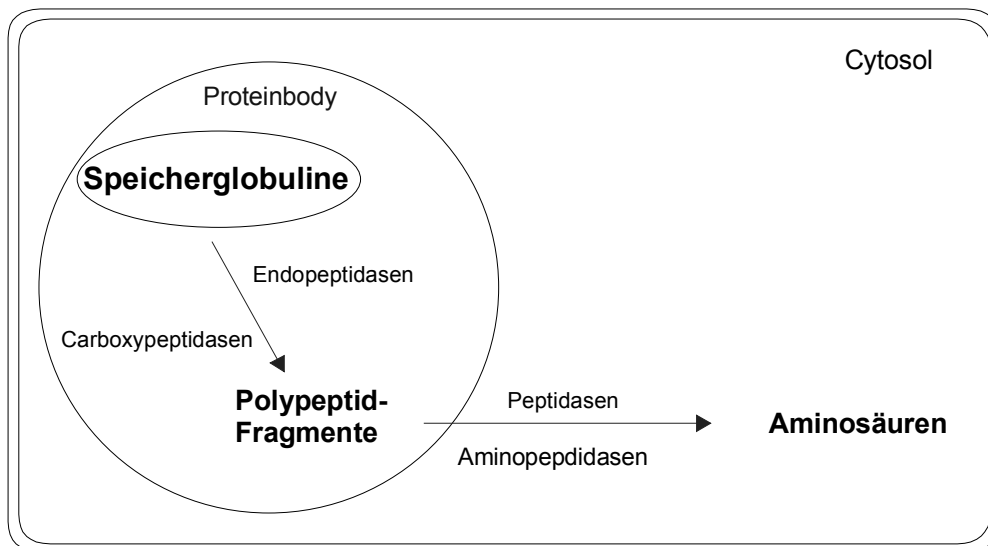 Cytosol
Proteinbody
Speicherglobuline
Endopeptidasen
Carboxypeptidasen
Polypeptid-
Fragmente
Peptidasen
Aminopepdidasen
Aminosäuren